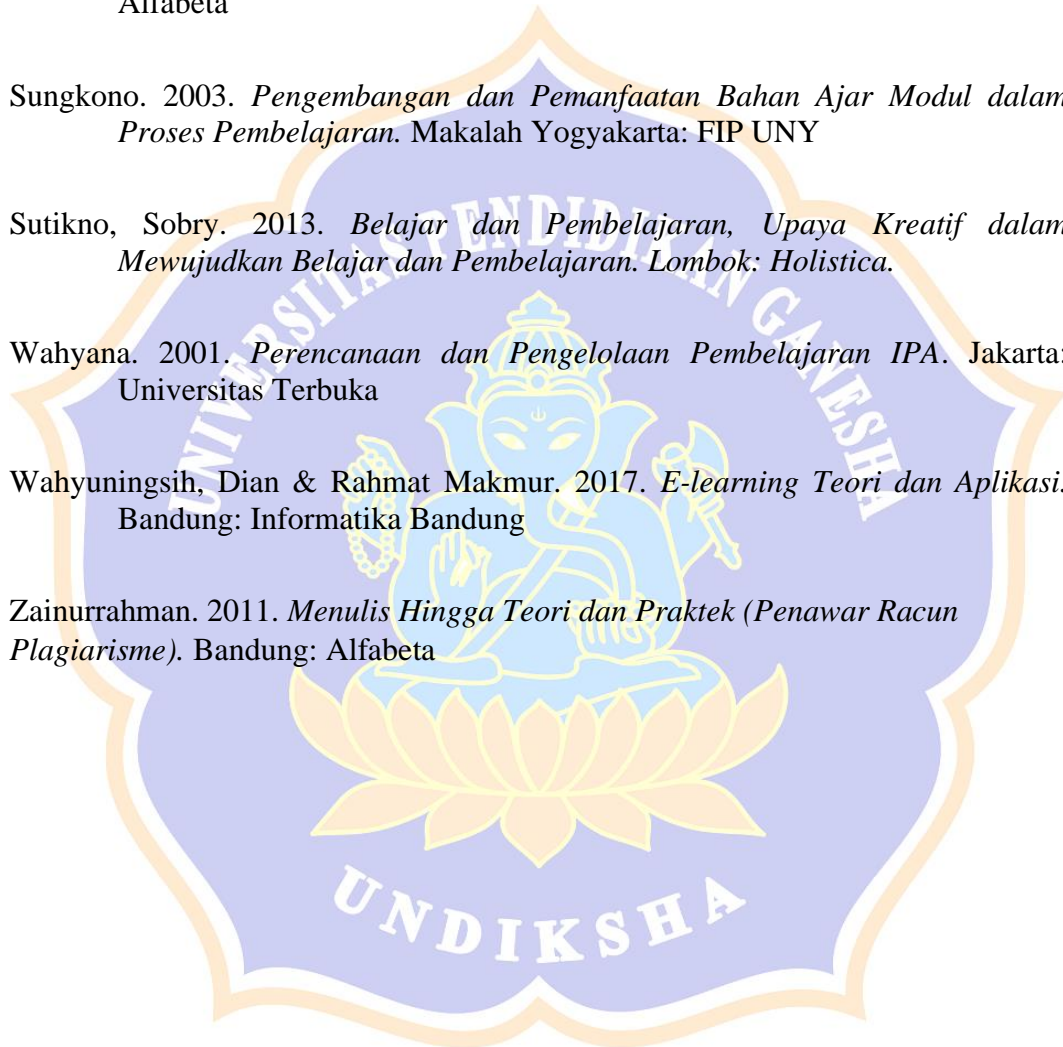 Alfabeta
Sungkono. 2003. Pengembangan dan Pemanfaatan Bahan Ajar Modul dalam
Proses Pembelajaran. Makalah Yogyakarta: FIP UNY
Sutikno, Sobry. 2013. Belajar dan Pembelajaran, Upaya Kreatif dalam
Mewujudkan Belajar dan Pembelajaran. Lombok: Holistica.
Wahyana. 2001. Perencanaan dan Pengelolaan Pembelajaran IPA. Jakarta:
Universitas Terbuka
Wahyuningsih, Dian & Rahmat Makmur. 2017. E-learning Teori dan Aplikasi.
Bandung: Informatika Bandung
Zainurrahman. 2011. Menulis Hingga Teori dan Praktek (Penawar Racun
Plagiarisme). Bandung: Alfabeta
UNIVERSITAS PENDIDIKAN GANESHA
UNDIKSHA